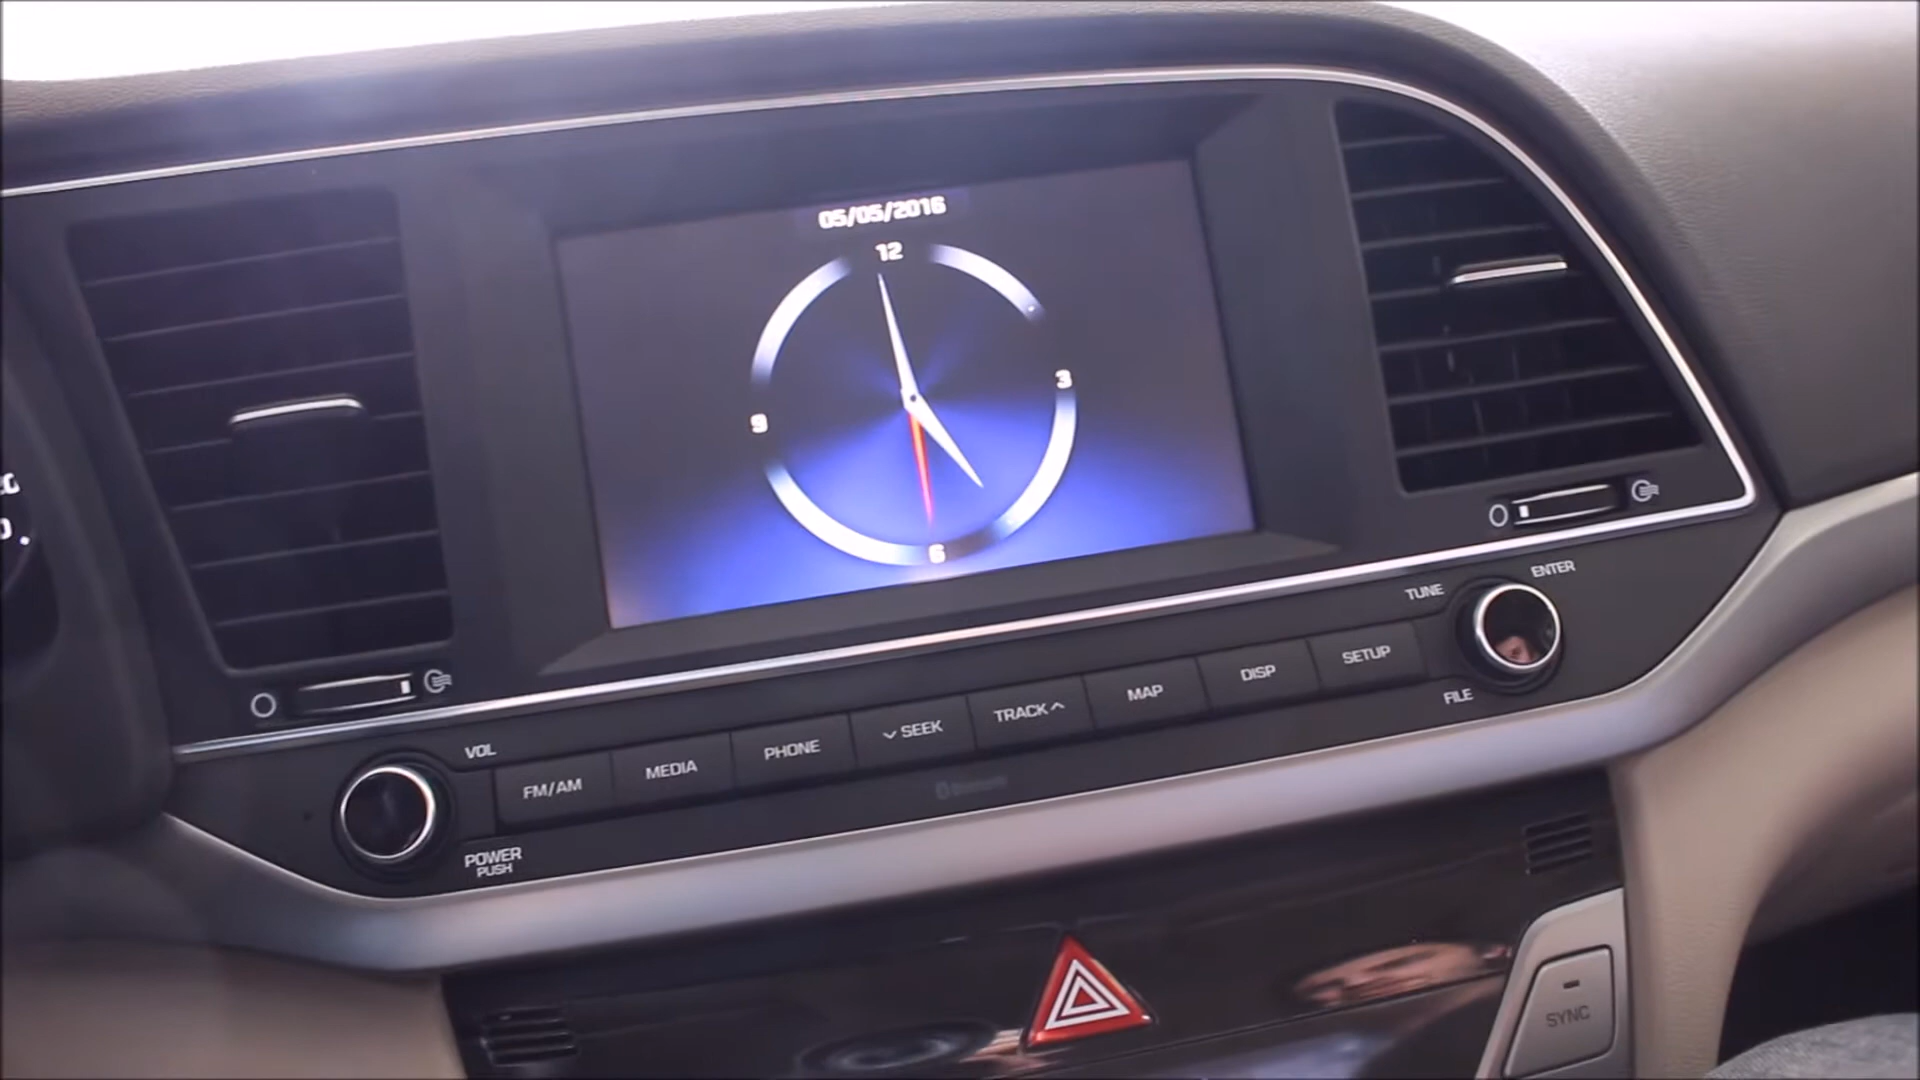 05/05/2016
12
3
9
6
ENTER
TUNE
FILE
VOL
FM/AM
MEDIA
PHONE
SEEK
TRACK
MAP
DISP
SETUP
POWER
PUSH
SYNC